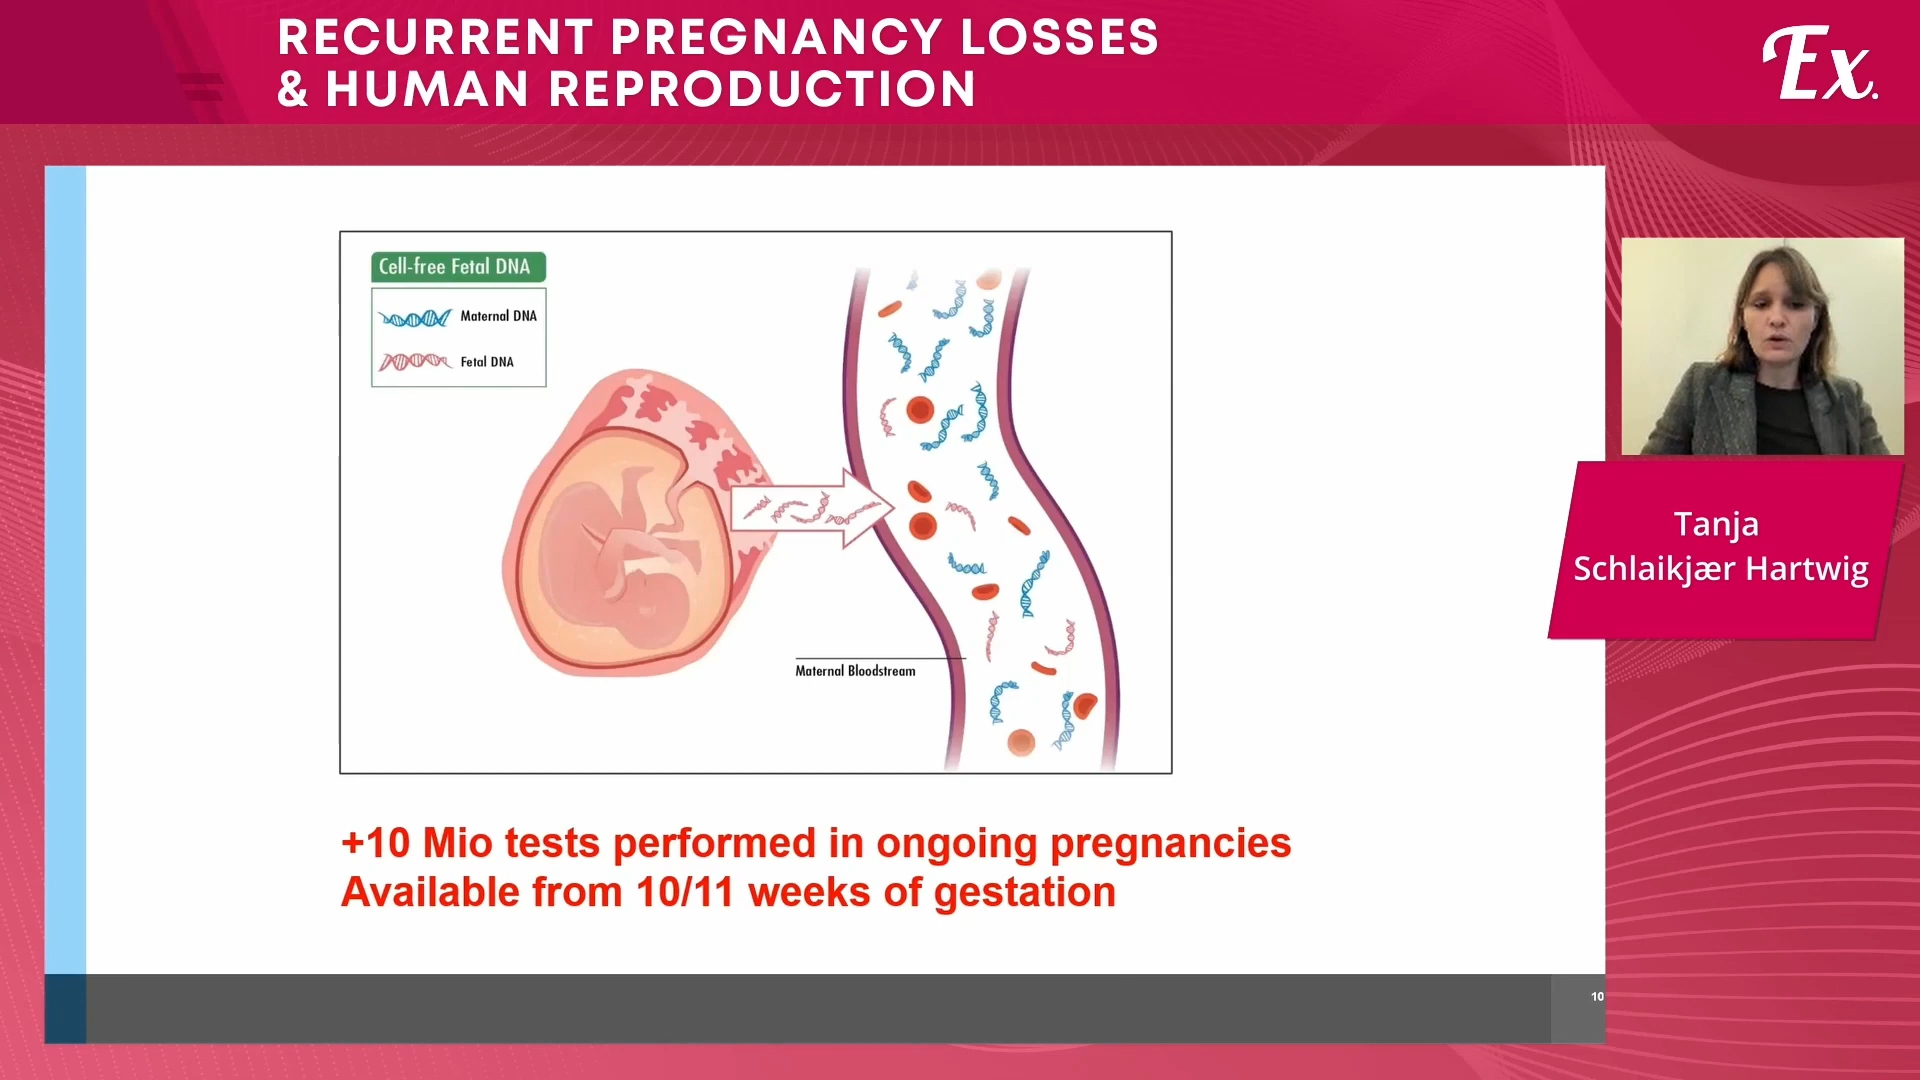 RECURRENT PREGNANCY LOSSES
& HUMAN REPRODUCTION
Ex.
Cell-free Fetal DNA
Maternal DNA
Fetal DNA
Maternal Bloodstream
+10 Mio tests performed in ongoing pregnancies
Available from 10/11 weeks of gestation
10
Tanja
Schlaikjær Hartwig